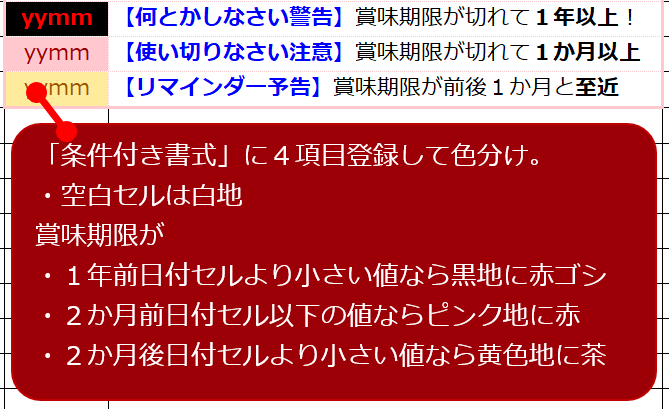 yymm 【何とかしなさい警告】賞味期限が切れて１年以上！
yymm 【使い切りなさい注意】賞味期限が切れて１か月以上
yymm 【リマインダー予告】賞味期限が前後１か月と至近
「条件付き書式」に４項目登録して色分け。
・空白セルは白地
賞味期限が
・１年前日付セルより小さい値なら黒地に赤ゴシ
・２か月前日付セル以下の値ならピンク地に赤
・２か月後日付セルより小さい値なら黄色地に茶